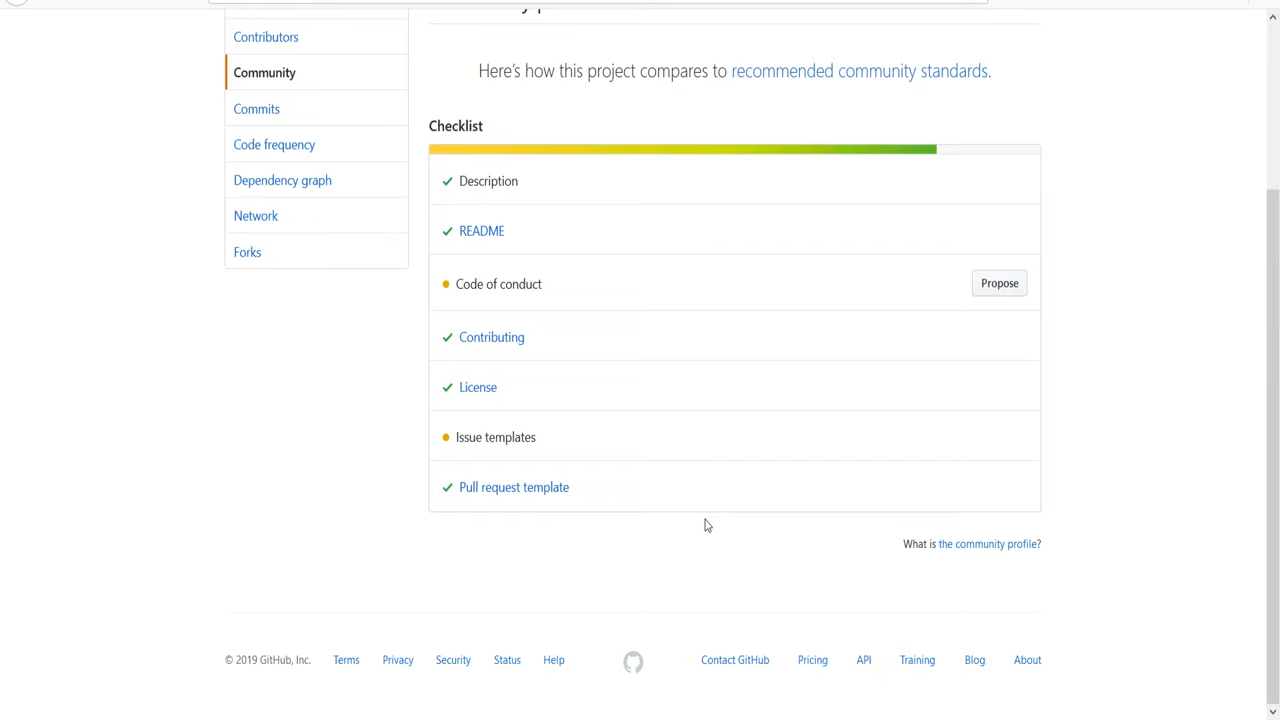 Contributors
Community
Commits
Code frequency
Dependency graph
Network
Forks
Here's how this project compares to recommended community standards.
Checklist
Description
README
Code of conduct
Propose
Contributing
License
Issue templates
Pull request template
What is the community profile?
© 2019 GitHub, Inc. Terms Privacy Security Status Help Contact GitHub Pricing API Training Blog About